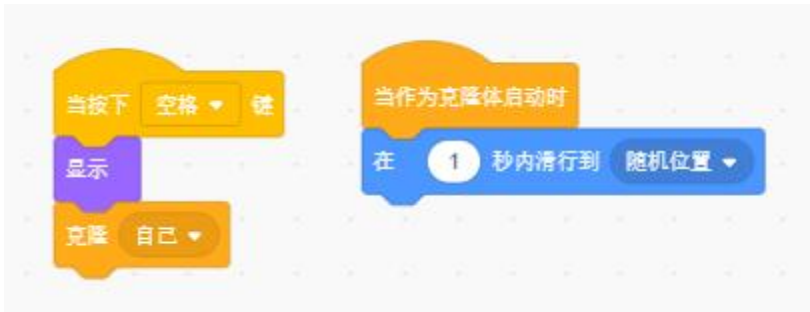 当按下 空格 键
显示
克隆 自己
当作为克隆体启动时
在 1 秒内滑行到 随机位置